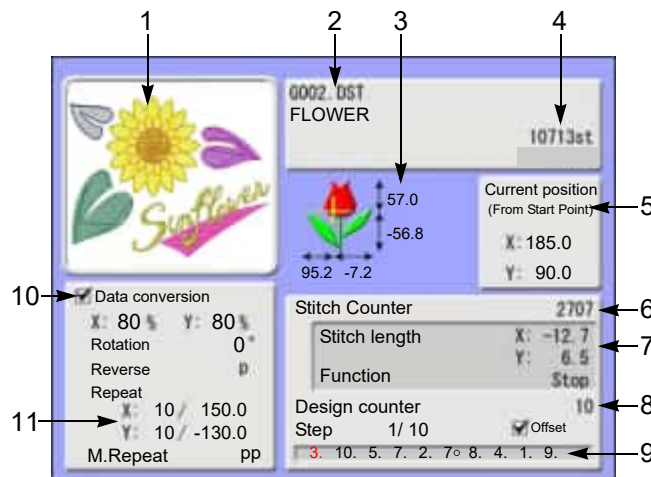 1 2 3 4
G002.DST
FLOWER
10713st
Sunflower
57.0
-56.8
95.2 -7.2
Current position
(From Start Point)
X: 185.0
Y: 90.0
5
10
Data conversion
X: 80 % Y: 80 %
Rotation 0°
Reverse p
Repeat
X: 10 / 150.0
Y: 10 / -130.0
11
M.Repeat pp
Stitch Counter 2707
6
Stitch length X: -12.7
Y: 6.5
7
Function Stop
Design counter 10
8
Step 1/ 10 Offset
3. 10. 5. 7. 2. 7○ 8. 4. 1. 9.
9